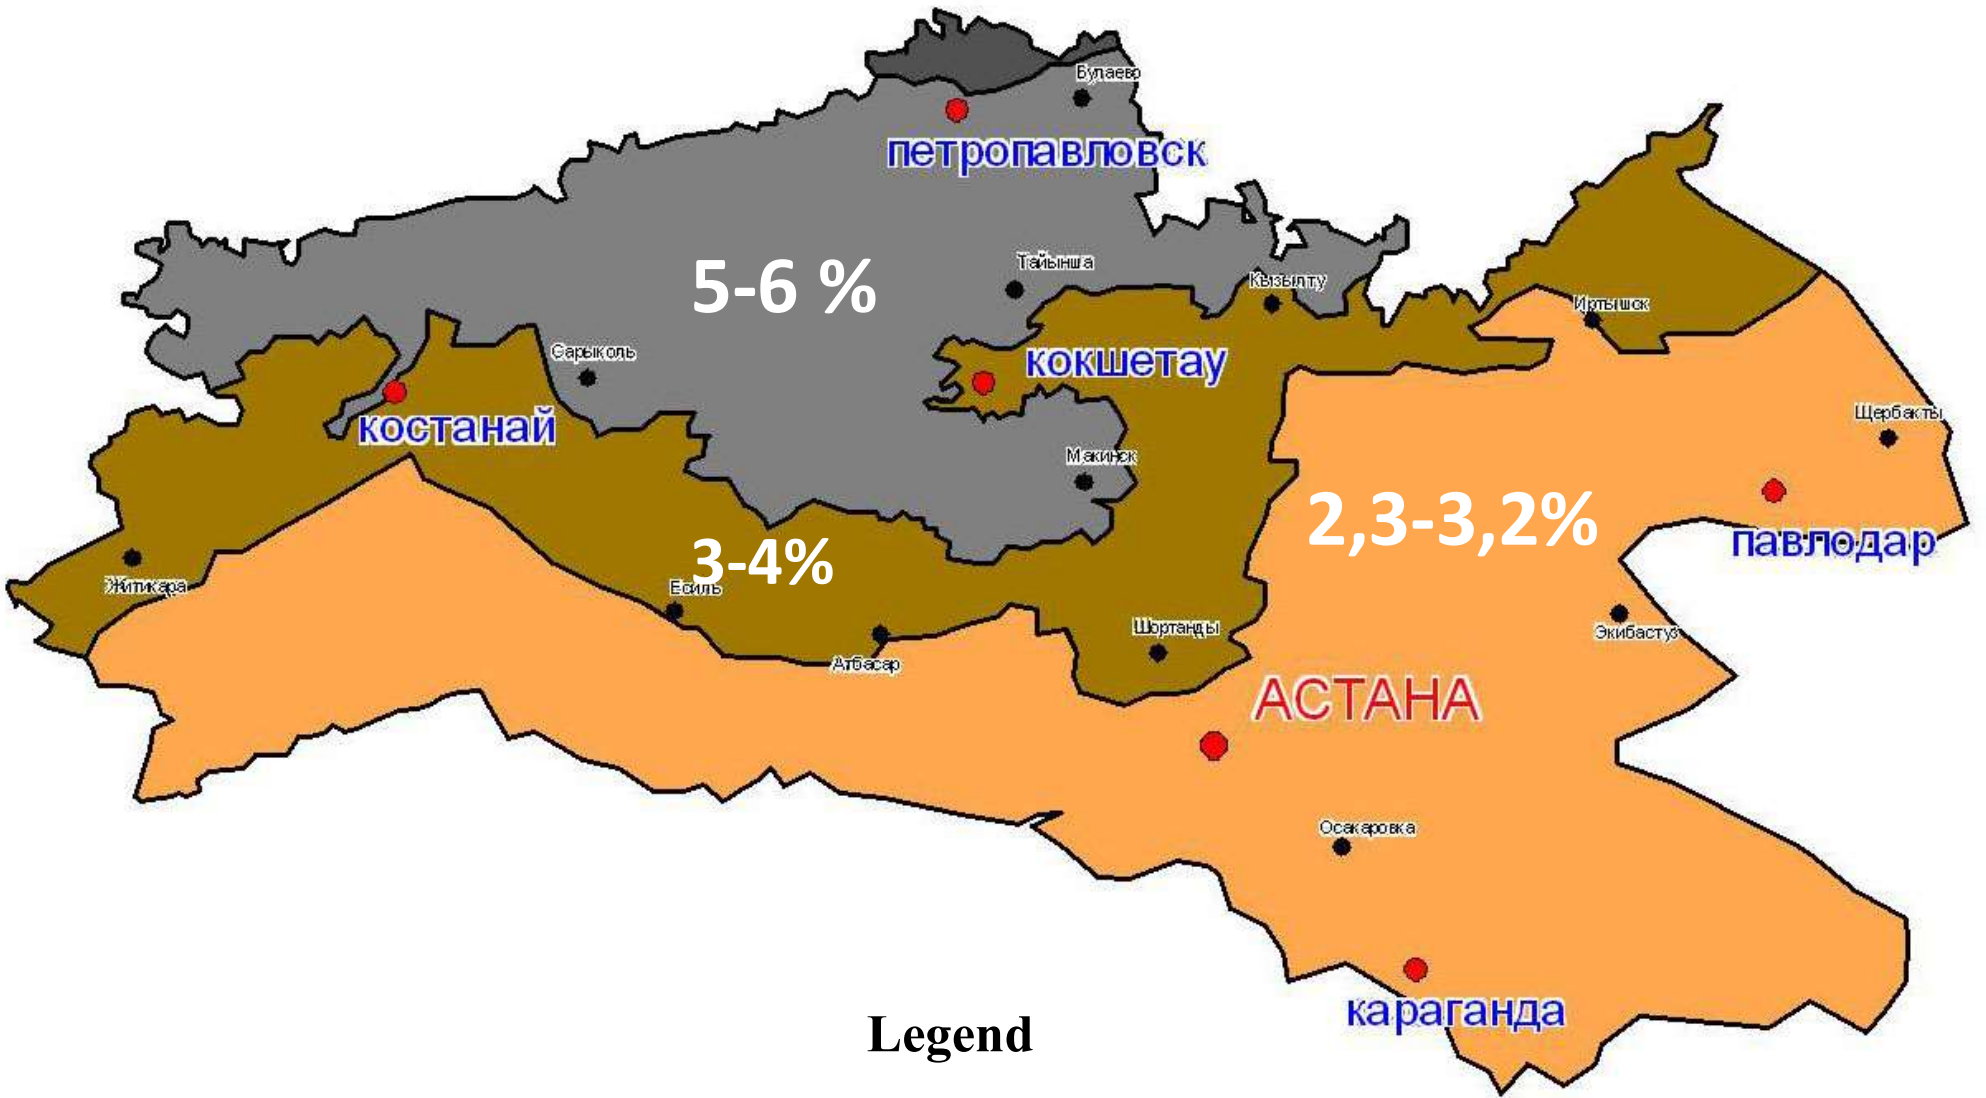 Булаево
петропавловск
Тайынша
5-6 %
Кызылту
Иртышск
Сарыколь
кокшетау
костанай
Щербакты
Макинск
2,3-3,2%
павлодар
3-4%
Житикара
Есиль
Шортанды
Экибастуз
Атбасар
АСТАНА
Осакаровка
караганда
Legend